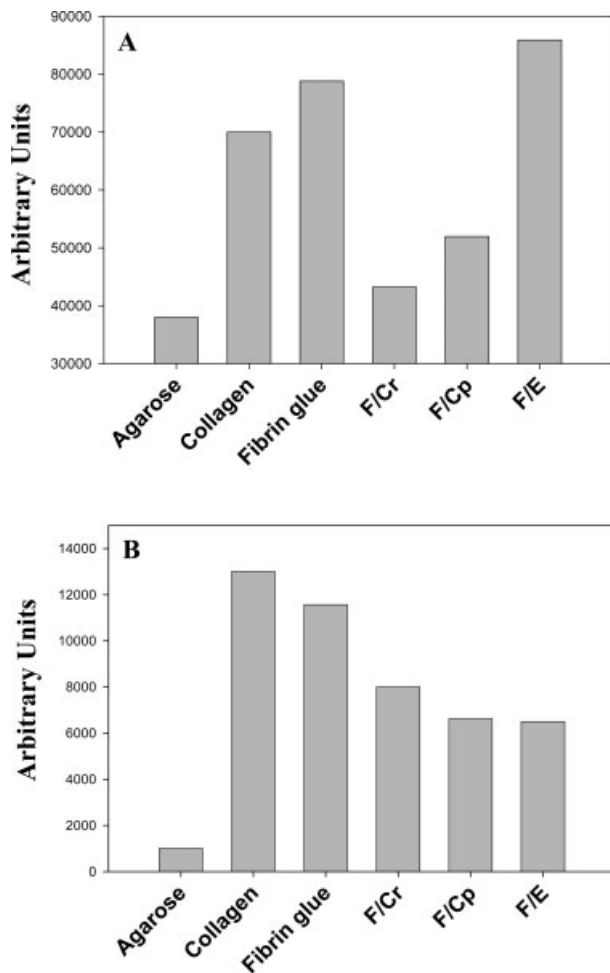 A
Arbitrary Units
90000
80000
70000
60000
50000
40000
30000
Agarose
Collagen
Fibrin glue
F/Cr
F/Cp
F/E
B
Arbitrary Units
14000
12000
10000
8000
6000
4000
2000
0
Agarose
Collagen
Fibrin glue
F/Cr
F/Cp
F/E